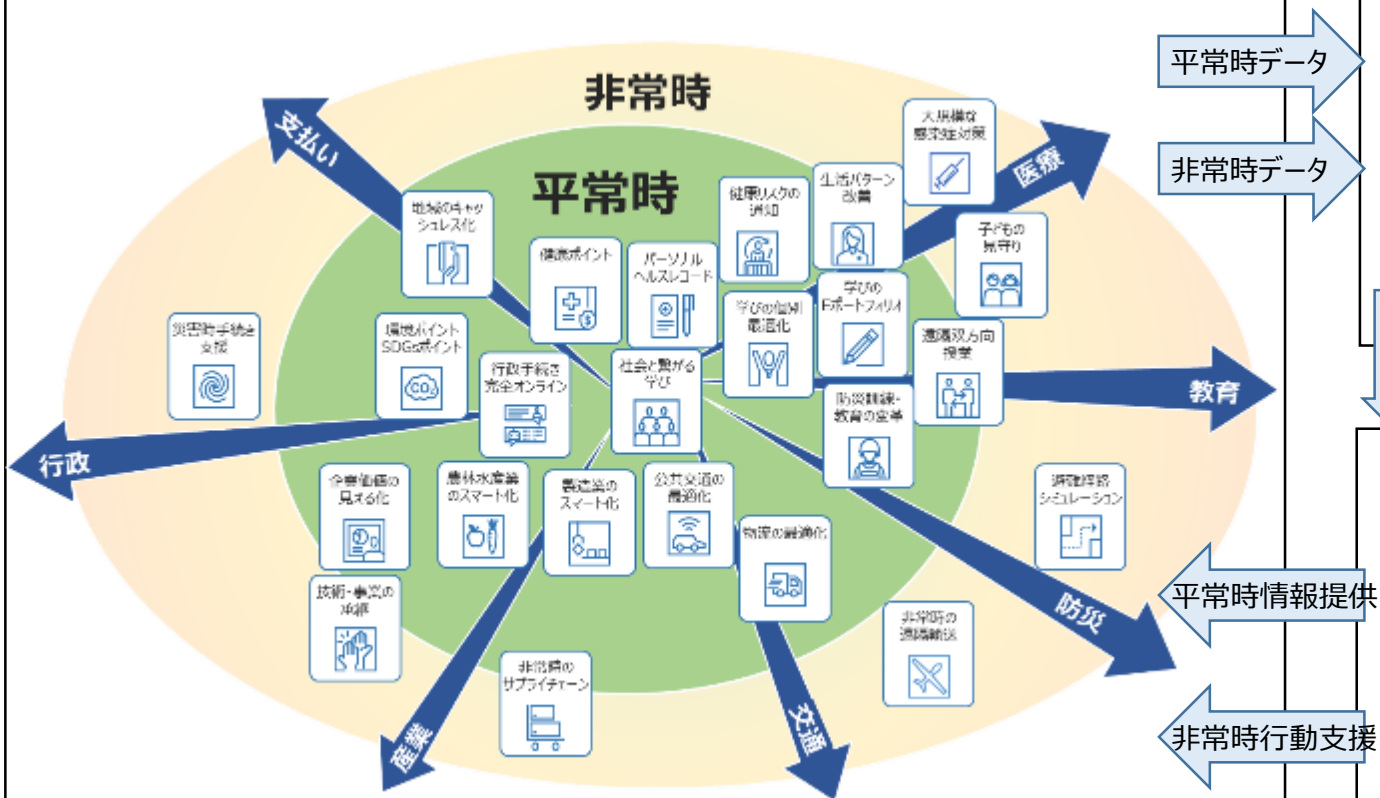 非常時
平常時
支払い
医療
教育
防災
交通
産業
行政
大規模な
感染症対策
生活パターン
改善
健康リスクの
通知
子どもの
見守り
地域のキャッ
シュレス化
健康ポイント
パーソナル
ヘルスレコード
学びの個別
最適化
学びの
Eポートフォリオ
遠隔双方向
授業
災害時手続き
支援
環境ポイント
SDGsポイント
行政手続き
完全オンライン
社会と繋がる
学び
防災訓練・
教育の変革
企業価値の
見える化
農林水産業
のスマート化
製造業の
スマート化
公共交通の
最適化
物流の最適化
避難経路
シミュレーション
技術・事業の
承継
非常時の
サプライチェーン
非常時の
遠隔輸送
CO₂
平常時データ
非常時データ
平常時情報提供
非常時行動支援